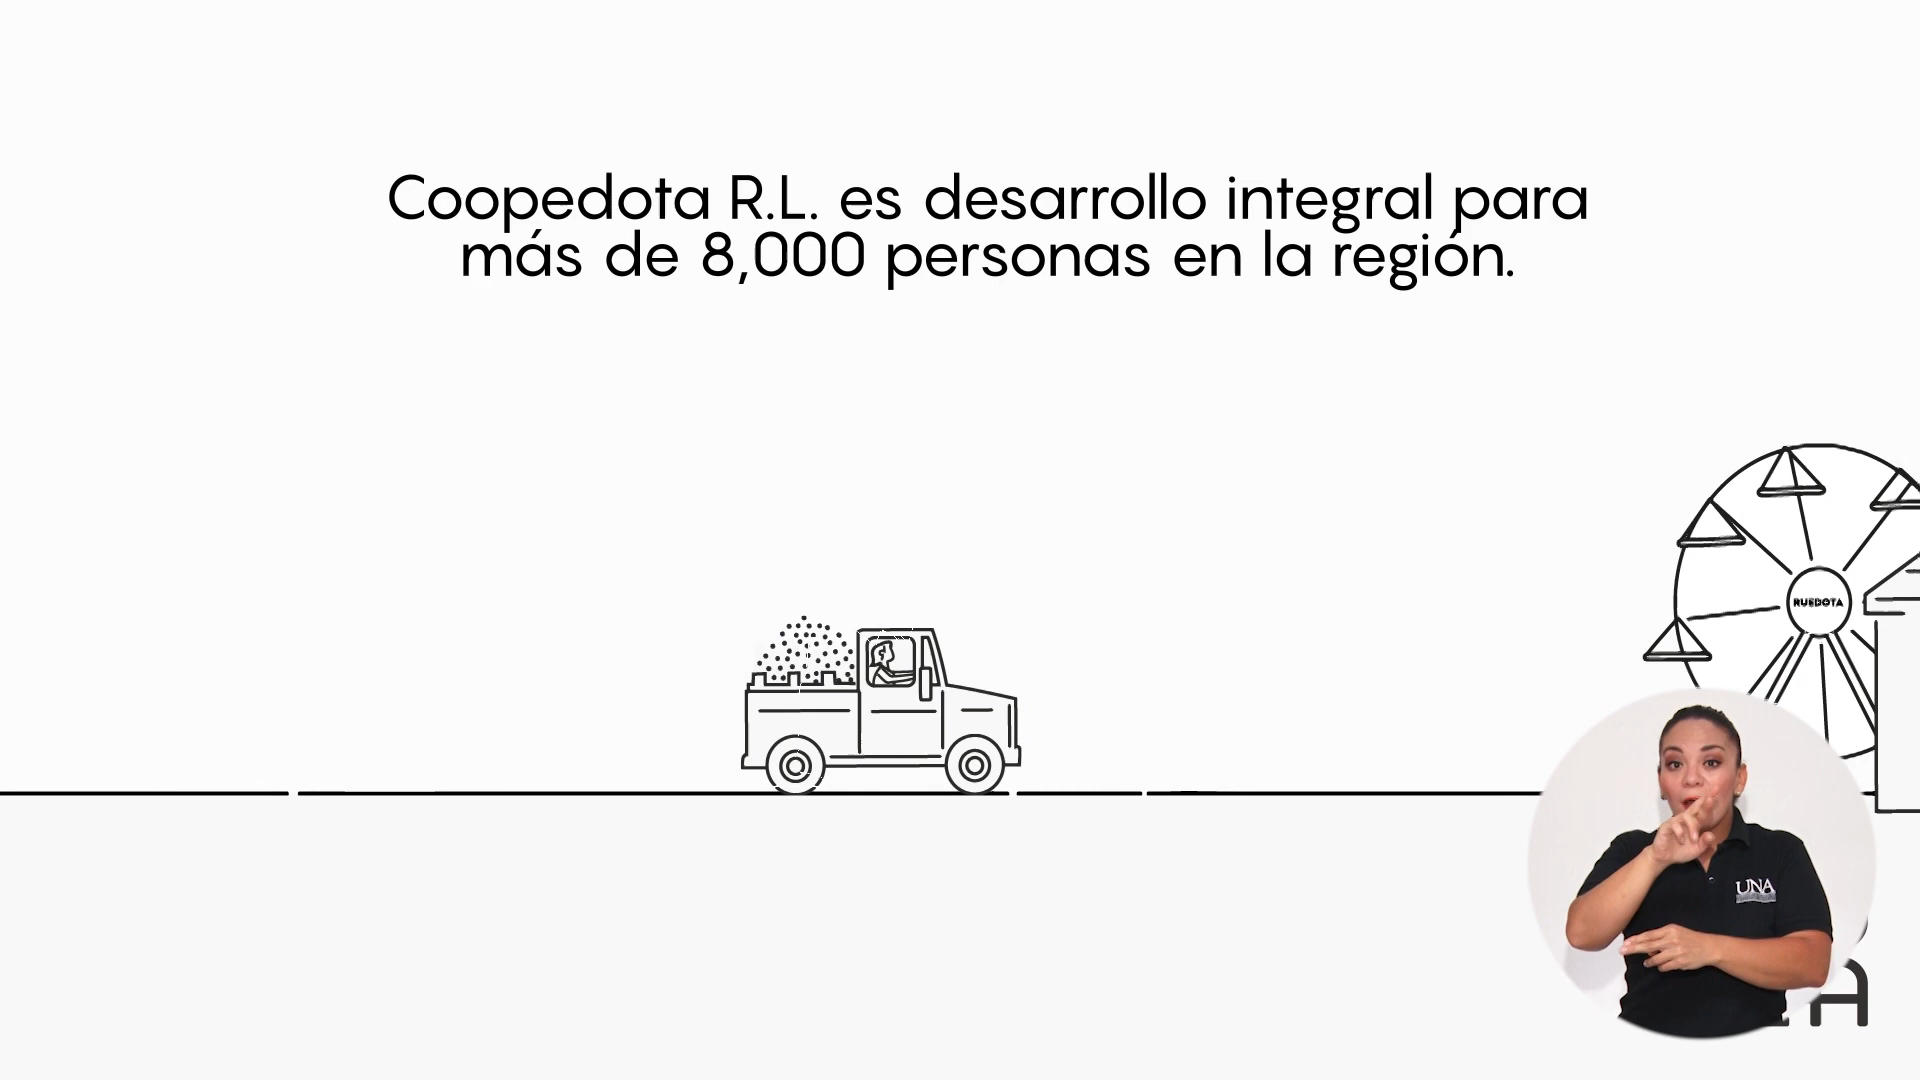 Coopedota R.L. es desarrollo integral para
más de 8,000 personas en la región.
RUEDOTA
UNA